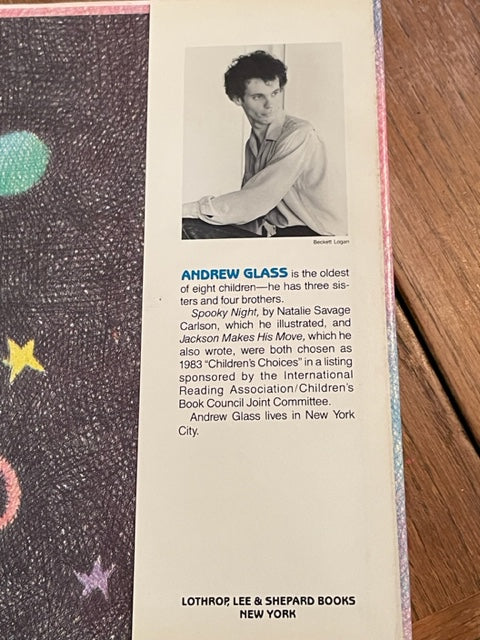 Beckett Logan
ANDREW GLASS is the oldest
of eight children—he has three sis-
ters and four brothers.
Spooky Night, by Natalie Savage
Carlson, which he illustrated, and
Jackson Makes His Move, which he
also wrote, were both chosen as
1983 “Children's Choices” in a listing
sponsored by the International
Reading Association/Children's
Book Council Joint Committee.
Andrew Glass lives in New York
City.
LOTHROP, LEE & SHEPARD BOOKS
NEW YORK